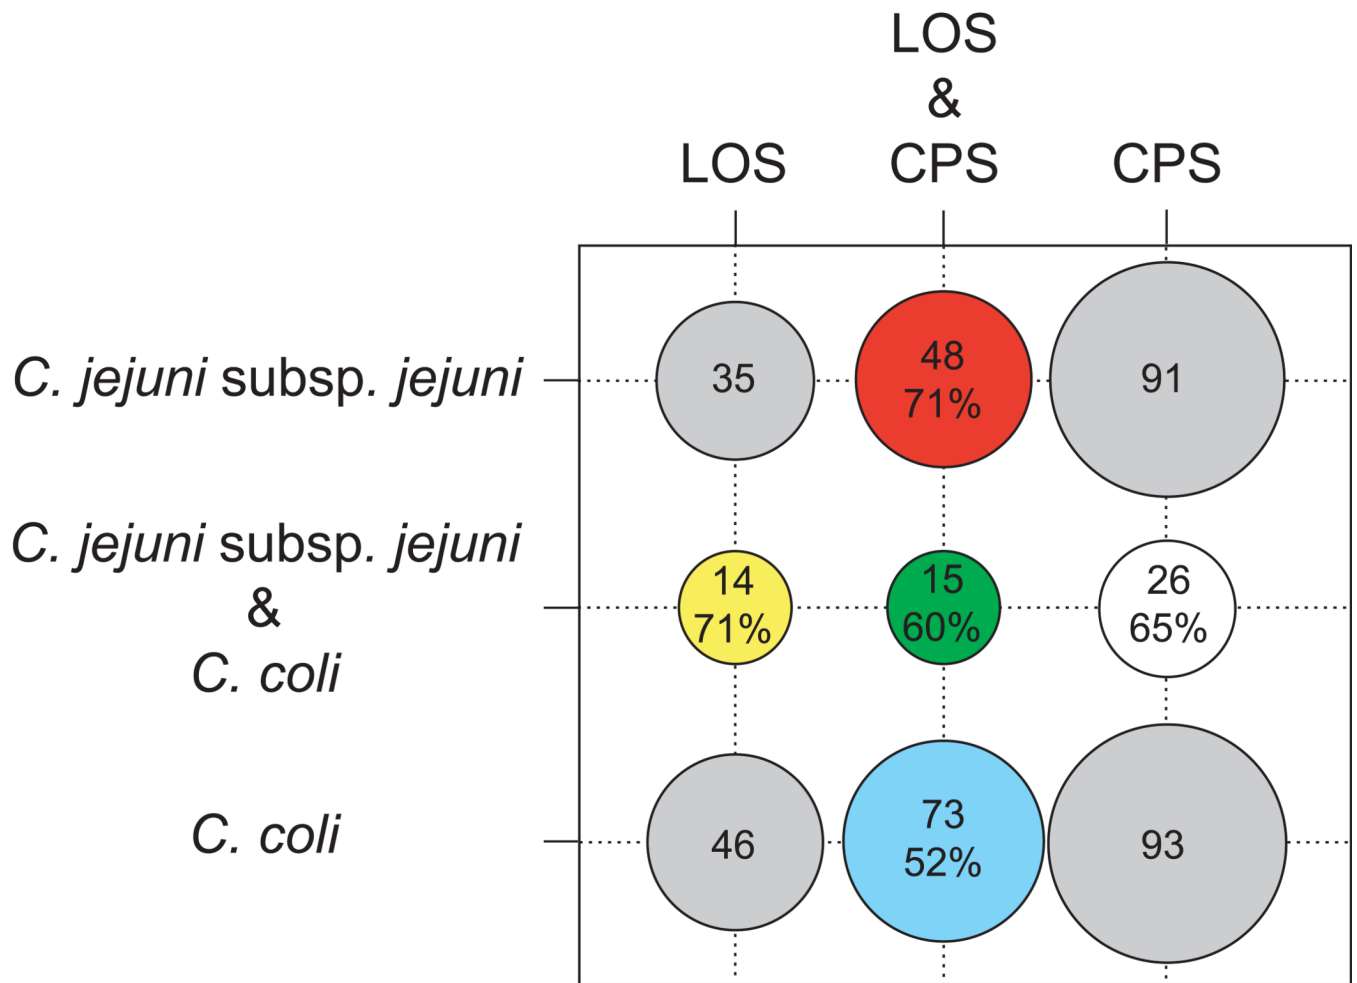 LOS
&
LOS CPS CPS
C. jejuni subsp. jejuni
35
48
71%
91
C. jejuni subsp. jejuni
&
C. coli
14
71%
15
60%
26
65%
C. coli
46
73
52%
93